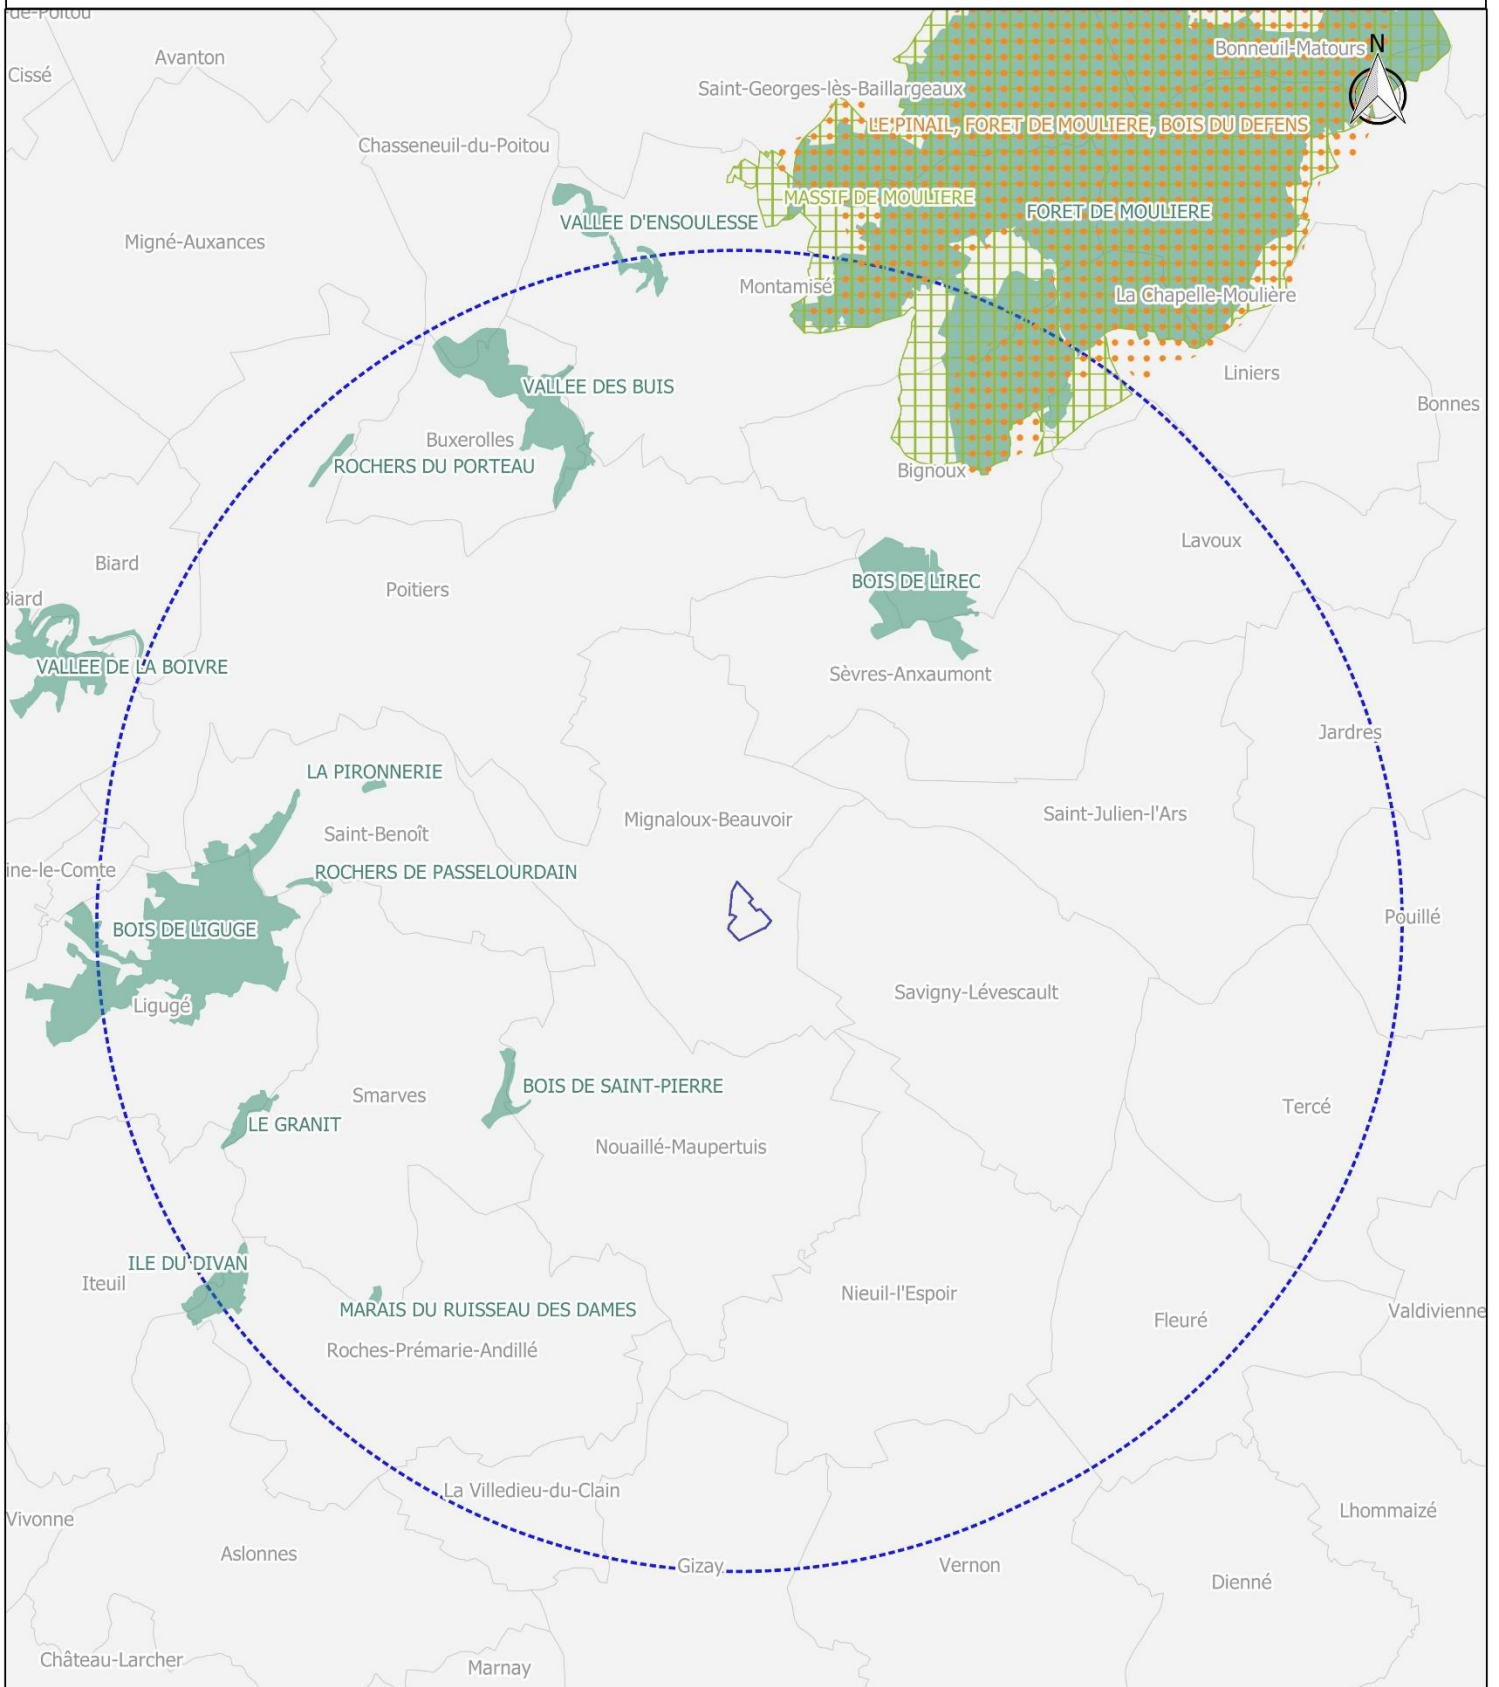 -de-Poitou
Avanton
Cissé
Bonneuil-Matours
N
Saint-Georges-lès-Baillargeaux
LE PINAIL, FORET DE MOULIERE, BOIS DU DEFENS
Chasseneuil-du-Poitou
MASSIF DE MOULIERE
FORET DE MOULIERE
VALLEE D'ENSOULESSE
Migné-Auxances
Montamisé
La Chapelle-Moulière
Liniers
VALLEE DES BUIS
Bonnes
Buxerolles
ROCHERS DU PORTEAU
Bignoux
Lavoux
Biard
BOIS DE LIREC
Poitiers
Biard
VALLEE DE LA BOIVRE
Sèvres-Anxaumont
Jardres
LA PIRONNERIE
Saint-Julien-l'Ars
Mignaloux-Beauvoir
Saint-Benoît
ine-le-Comte
ROCHERS DE PASSELOURDAIN
Pouillé
BOIS DE LIGUGE
Savigny-Lévescault
Ligugé
BOIS DE SAINT-PIERRE
Smarves
Tercé
LE GRANIT
Nouaillé-Maupertuis
ILE DU DIVAN
Iteuil
Nieuil-l'Espoir
MARAIS DU RUISSEAU DES DAMES
Valdivienne
Fleuré
Roches-Prémarie-Andillé
La Villedieu-du-Clain
Lhommaizé
Vivonne
Aslonnes
Gizay
Vernon
Dienné
Château-Larcher
Marnay